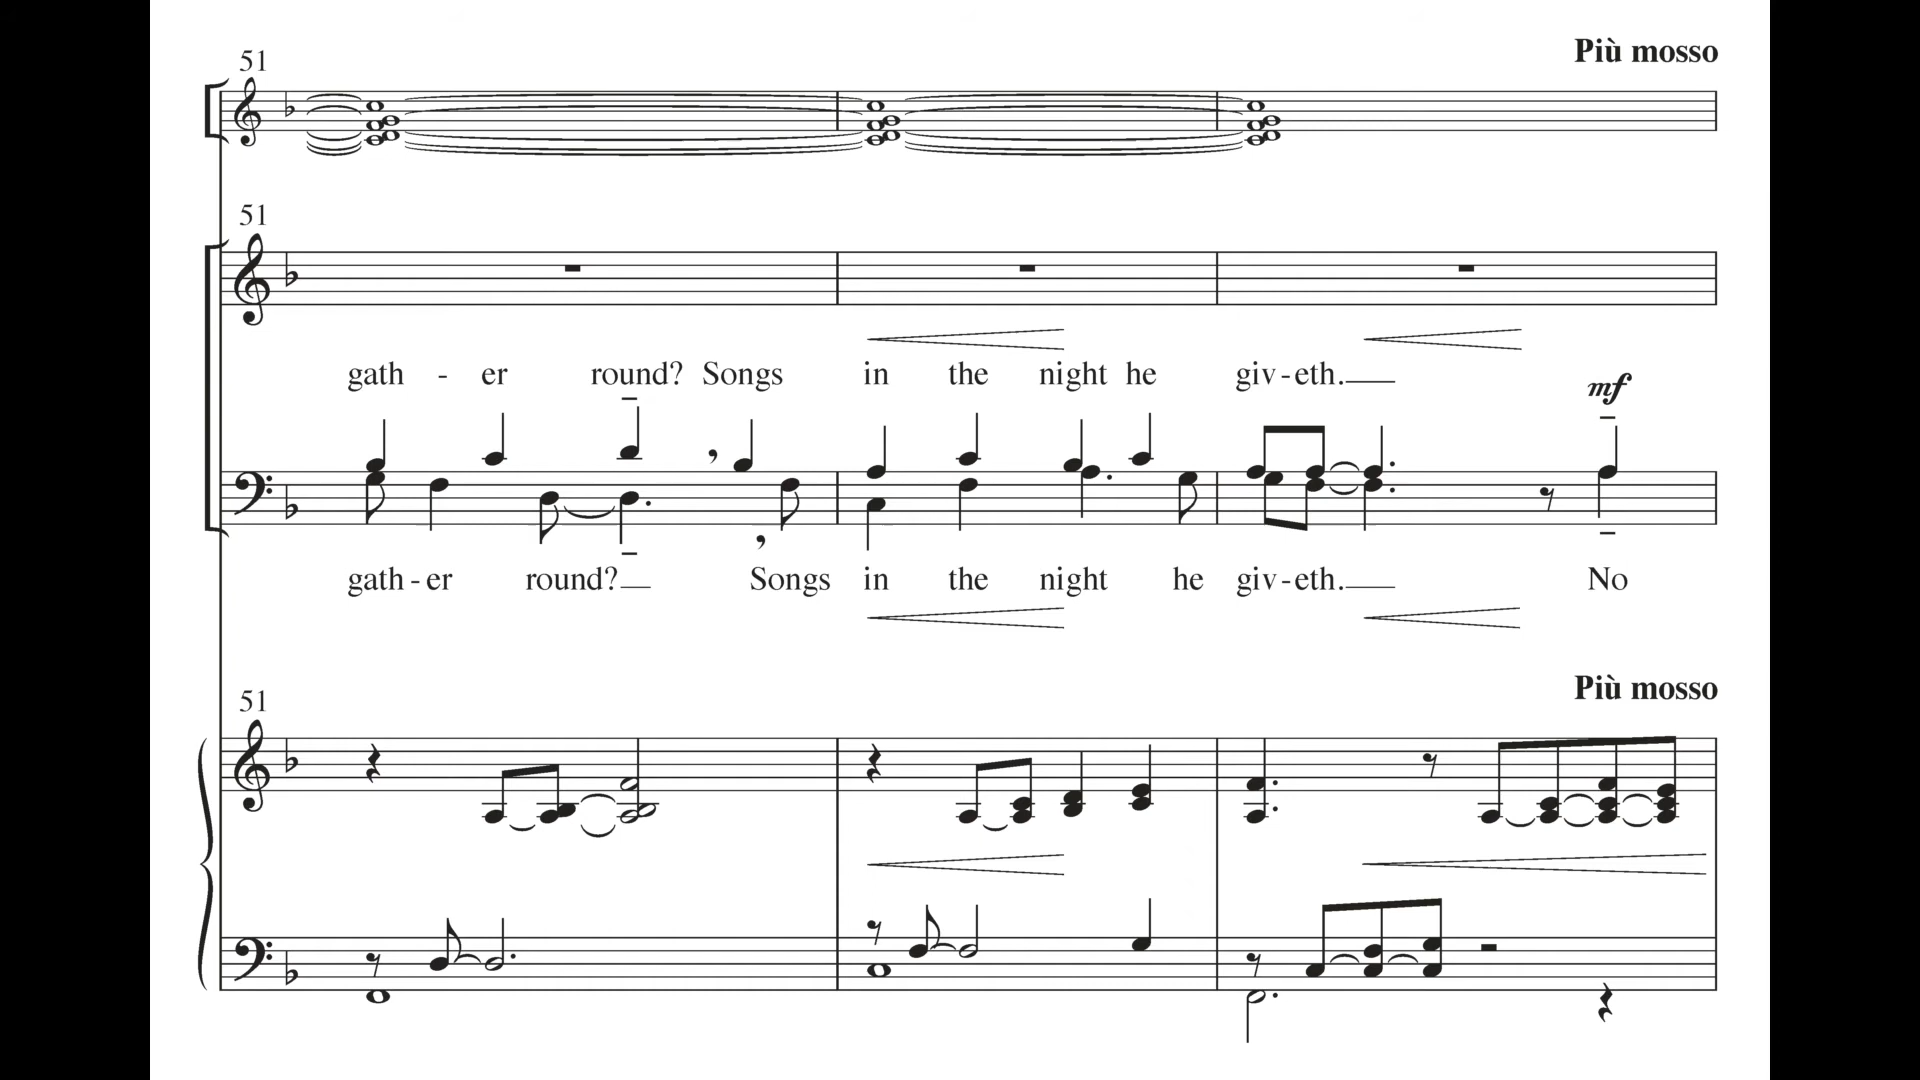 Più mosso
51
51
gath - er round? Songs in the night he giv - eth.
mf
gath - er round? Songs in the night he giv - eth. No
Più mosso
51